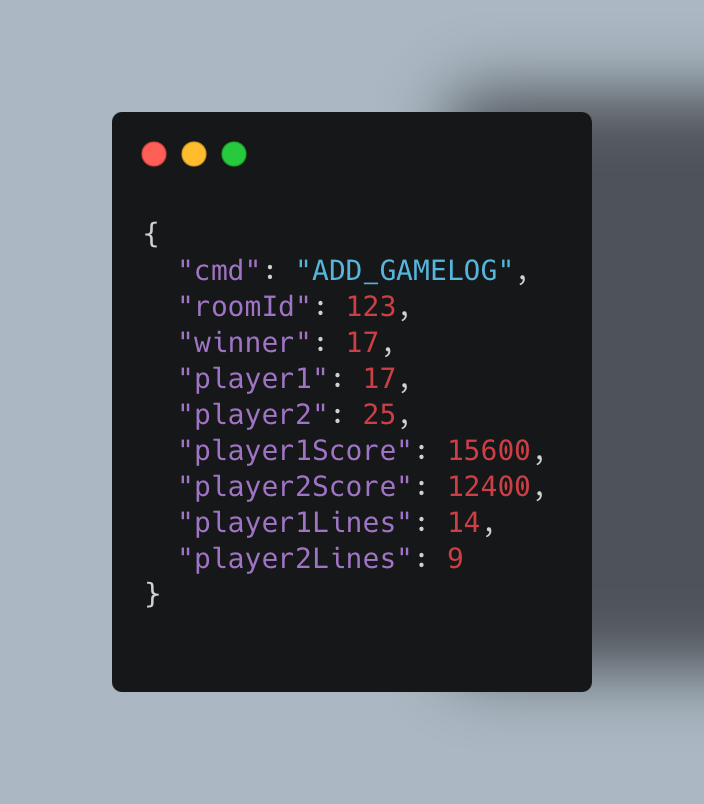 {
  "cmd": "ADD_GAMELOG",
  "roomId": 123,
  "winner": 17,
  "player1": 17,
  "player2": 25,
  "player1Score": 15600,
  "player2Score": 12400,
  "player1Lines": 14,
  "player2Lines": 9
}